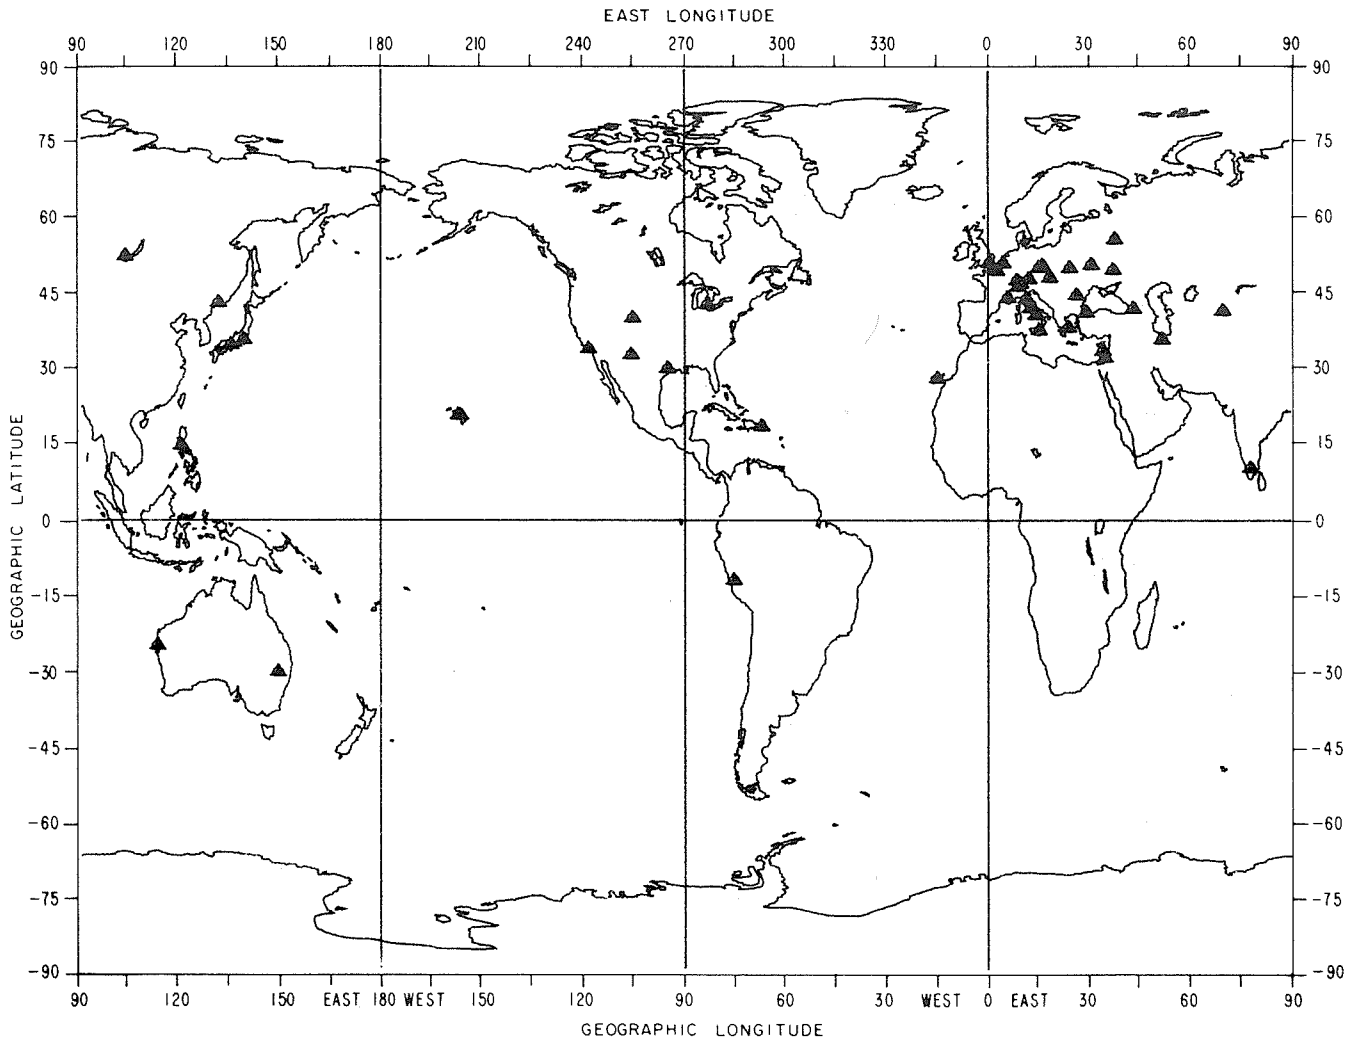 EAST LONGITUDE
90 120 150 180 210 240 270 300 330 0 30 60 90
90 90
75 75
60 60
45 45
30 30
15 15
0 0
-15 -15
-30 -30
-45 -45
-60 -60
-75 -75
-90 -90
GEOGRAPHIC LATITUDE
90 120 150 EAST 180 WEST 150 120 90 60 30 WEST 0 EAST 30 60 90
GEOGRAPHIC LONGITUDE